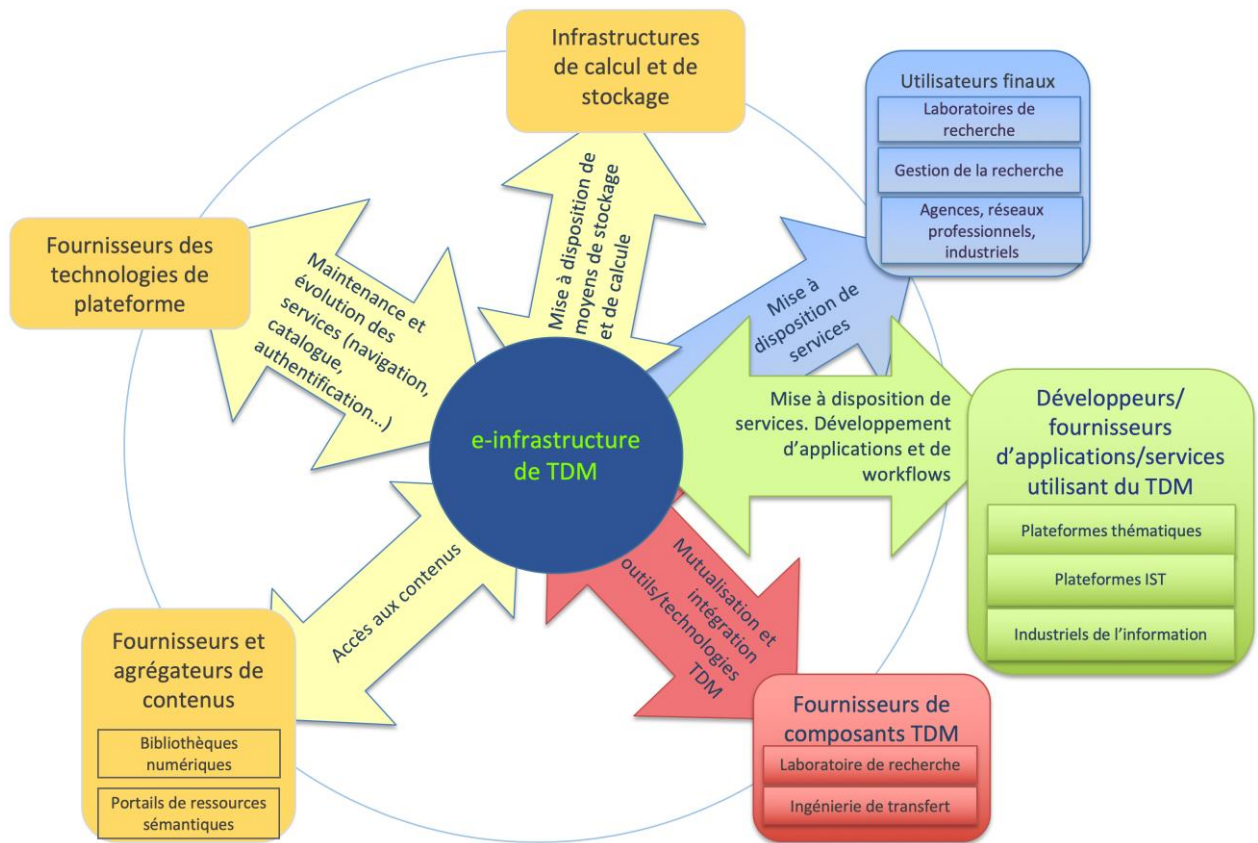 Infrastructures
de calcul et de
stockage
Utilisateurs finaux
Laboratoires de
recherche
Gestion de la recherche
Agences, réseaux
professionnels,
industriels
Fournisseurs des
technologies de
plateforme
Maintenance et
évolution des
services (navigation,
catalogue,
authentification...)
Mise à disposition de
moyens de stockage
et de calcule
Mise à
disposition de
services
e-infrastructure
de TDM
Mise à disposition de
services. Développement
d’applications et de
workflows
Développeurs/
fournisseurs
d’applications/services
utilisant du TDM
Plateformes thématiques
Plateformes IST
Industriels de l’information
Accès aux contenus
Mutualisation et
intégration
outils/technologies
TDM
Fournisseurs et
agrégateurs de
contenus
Bibliothèques
numériques
Portails de ressources
sémantiques
Fournisseurs de
composants TDM
Laboratoire de recherche
Ingénierie de transfert